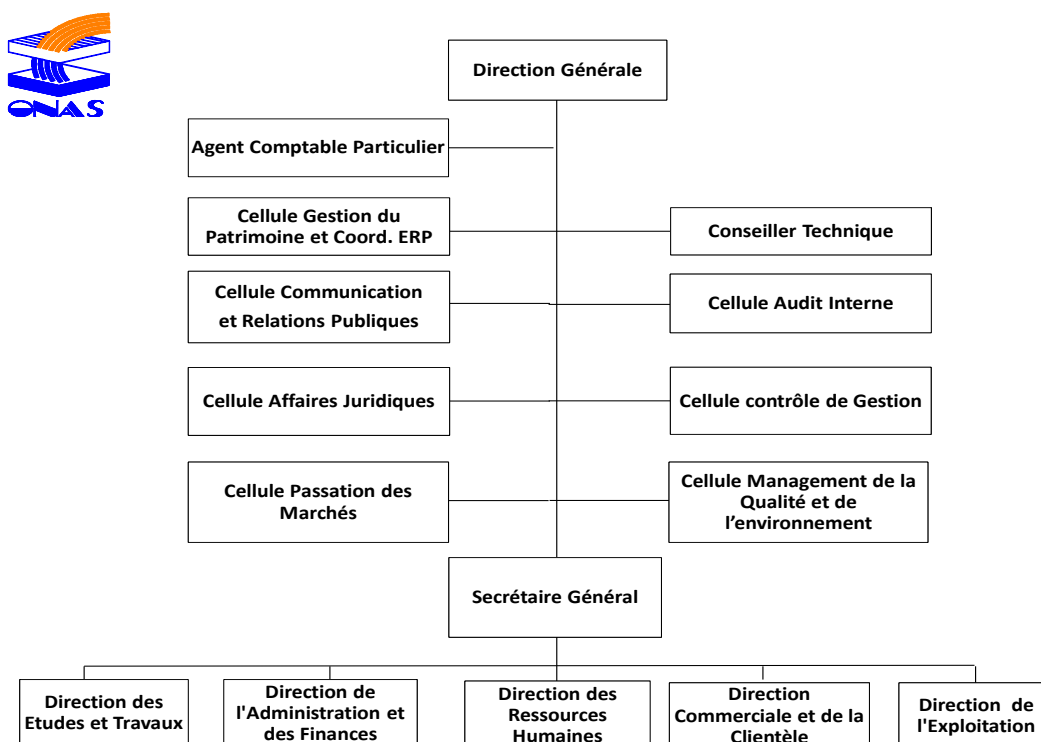 ONAS
Direction Générale
Agent Comptable Particulier
Cellule Gestion du
Patrimoine et Coord. ERP
Conseiller Technique
Cellule Communication
et Relations Publiques
Cellule Audit Interne
Cellule Affaires Juridiques
Cellule contrôle de Gestion
Cellule Passation des
Marchés
Cellule Management de la
Qualité et de
l’environnement
Secrétaire Général
Direction des
Etudes et Travaux
Direction de
l'Administration et
des Finances
Direction des
Ressources
Humaines
Direction
Commerciale et de la
Clientèle
Direction de
l'Exploitation